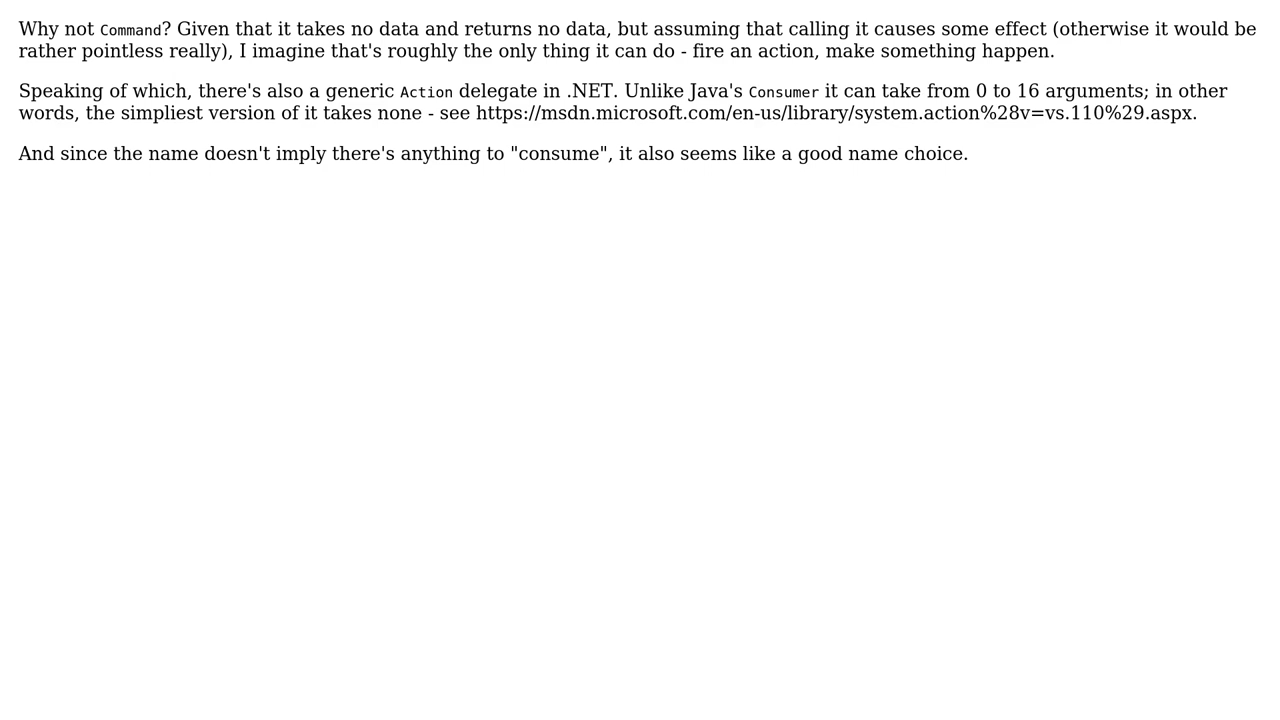 Why not Command? Given that it takes no data and returns no data, but assuming that calling it causes some effect (otherwise it would be
rather pointless really), I imagine that's roughly the only thing it can do - fire an action, make something happen.
Speaking of which, there's also a generic Action delegate in .NET. Unlike Java's Consumer it can take from 0 to 16 arguments; in other
words, the simpliest version of it takes none - see https://msdn.microsoft.com/en-us/library/system.action%28v=vs.110%29.aspx.
And since the name doesn't imply there's anything to "consume", it also seems like a good name choice.